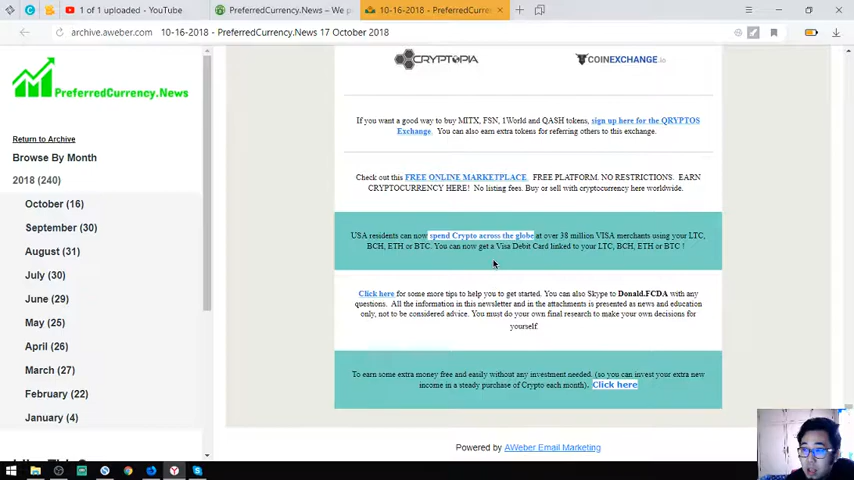 1 of 1 uploaded - YouTube
PreferredCurrency.News – We p
10-16-2018 - PreferredCurre
archive.aweber.com 10-16-2018 - PreferredCurrency.News 17 October 2018
PreferredCurrency.News
Return to Archive
Browse By Month
2018 (240)
October (16)
September (30)
August (31)
July (30)
June (29)
May (25)
April (26)
March (27)
February (22)
January (4)
CRYPTOPIA
COINEXCHANGE.io
If you want a good way to buy MITX, FSN, 1World and QASH tokens, sign up here for the QRYPTOS
Exchange. You can also earn extra tokens for referring others to this exchange.
Check out this FREE ONLINE MARKETPLACE. FREE PLATFORM. NO RESTRICTIONS. EARN
CRYPTOCURRENCY HERE! No listing fees. Buy or sell with cryptocurrency here worldwide.
USA residents can now spend Crypto across the globe at over 38 million VISA merchants using your LTC,
BCH, ETH or BTC. You can now get a Visa Debit Card linked to your LTC, BCH, ETH or BTC !
Click here for some more tips to help you to get started. You can also Skype to Donald.FCDA with any
questions. All the information in this newsletter and in the attachments is presented as news and education
only, not to be considered advice. You must do your own final research to make your own decisions for
yourself.
To earn some extra money free and easily without any investment needed. (so you can invest your extra new
income in a steady purchase of Crypto each month). Click here
Powered by AWeber Email Marketing